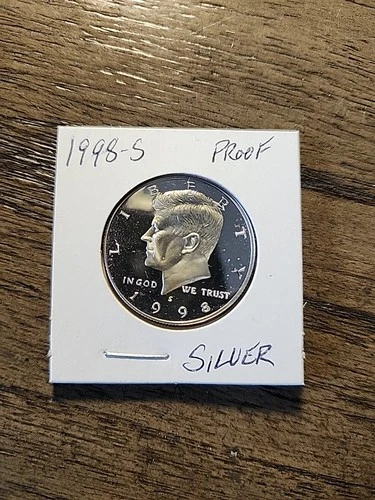 1998-S PROOF
LIBERTY
IN GOD WE TRUST
S
1998
SILVER